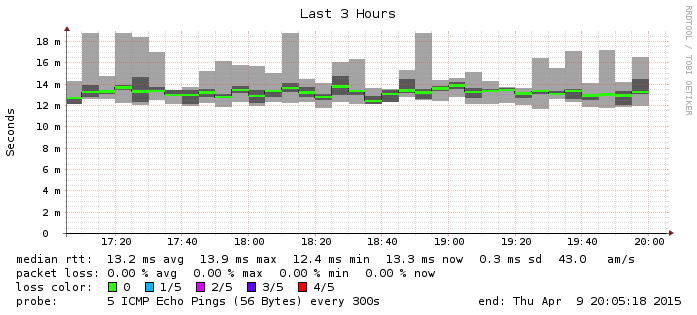 Last 3 Hours
RRDTOOL / TOBI OETIKER
Seconds
18 m
16 m
14 m
12 m
10 m
8 m
6 m
4 m
2 m
0
17:20 17:40 18:00 18:20 18:40 19:00 19:20 19:40 20:00
median rtt: 13.2 ms avg 13.9 ms max 12.4 ms min 13.3 ms now 0.3 ms sd 43.0 am/s
packet loss: 0.00 % avg 0.00 % max 0.00 % min 0.00 % now
loss color: 0 1/5 2/5 3/5 4/5
probe: 5 ICMP Echo Pings (56 Bytes) every 300s end: Thu Apr 9 20:05:18 2015